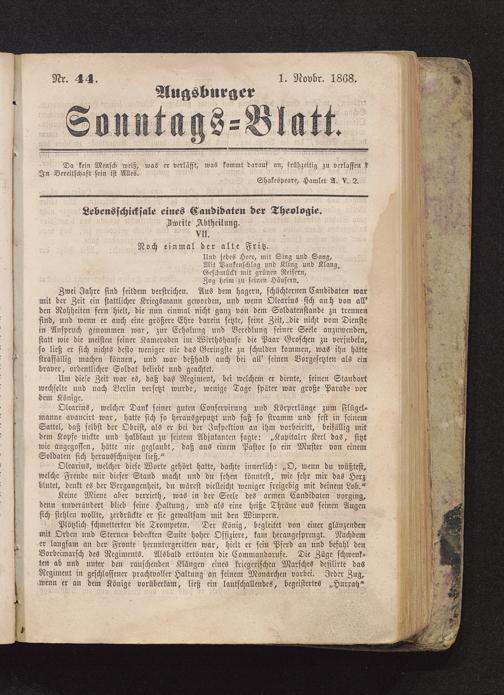 Nr. 44.
1. Novbr. 1868.
Augsburger
Sonntags=Blatt.
Da kein Mensch weiß, was er verläßt, was kommt darauf an, frühzeitig zu verlassen?
In Bereitschaft sein ist Alles.
Shakespeare, Hamlet A. V. 2.
Lebensschicksale eines Candidaten der Theologie.
Zweite Abtheilung.
VII.
Noch einmal der alte Fritz.
Und jedes Heer, mit Sing und Sang,
Mit Paukenschlag und Kling und Klang,
Geschmückt mit grünen Reisern,
Zog heim zu seinen Häusern.
Zwei Jahre sind seitdem verstrichen. Aus dem hagern, schüchternen Candidaten war
mit der Zeit ein stattlicher Kriegsmann geworden, und wenn Olearius sich auch von all'
den Rohheiten fern hielt, die nun einmal nicht ganz von dem Soldatenstande zu trennen
sind, und wenn er auch eine größere Ehre darein setzte, seine Zeit, die nicht vom Dienste
in Anspruch genommen war, zur Erholung und Veredlung seiner Seele anzuwenden,
statt wie die meisten seiner Kameraden im Wirthshause die Paar Groschen zu verjubeln,
so ließ er sich nichts desto weniger nie das Geringste zu schulden kommen, was ihn hätte
straffällig machen können, und war deßhalb auch bei all' seinen Vorgesetzten als ein
braver, ordentlicher Soldat beliebt und geachtet.
Um diese Zeit war es, daß das Regiment, bei welchem er diente, seinen Standort
wechselte und nach Berlin versetzt wurde, wenige Tage später war große Parade vor
dem Könige.
Olearius, welcher Dank seiner guten Conservirung und Körperlänge zum Flügel-
manne avancirt war, hatte sich so herausgeputzt und saß so stramm und fest in seinem
Sattel, daß selbst der Obrist, als er bei der Inspektion an ihm vorbeiritt, beifällig mit
dem Kopfe nickte und halblaut zu seinem Adjutanten sagte: „Kapitaler Kerl das, sitzt
wie angegossen, hätte nie geglaubt, daß aus einem Pastor so ein Muster von einem
Soldaten sich herausschnitzen ließ.“
Olearius, welcher diese Worte gehört hatte, dachte innerlich: „O, wenn du wüßtest,
welche Freude mir dieser Stand macht und du sehen könntest, wie sehr mir das Herz
blutet, denk es der Vergangenheit, du wärest vielleicht weniger freigebig mit deinem Lob.“
Keine Miene aber verrieth, was in der Seele des armen Candidaten vorging,
denn unverändert blieb seine Haltung, und als eine heiße Thräne aus seinen Augen
sich stehlen wollte, zerdrückte er sie gewaltsam mit den Wimpern.
Plötzlich schmetterten die Trompeten. Der König, begleitet von einer glänzenden
mit Orden und Sternen bedeckten Suite hoher Offiziere, kam herangesprengt. Nachdem
er langsam an der Fronte heruntergeritten war, hielt er sein Pferd an und befahl den
Vorbeimarsch des Regiments. Alsbald ertönten die Commandorufe. Die Züge schwenk-
ten ab und unter den rauschenden Klängen eines kriegerischen Marsches defilirte das
Regiment in geschlossener prachtvoller Haltung an seinem Monarchen vorbei. Jeder Zug,
wenn er an dem Könige vorüberkam, ließ ein lautschallendes, begeistertes „Hurrah“